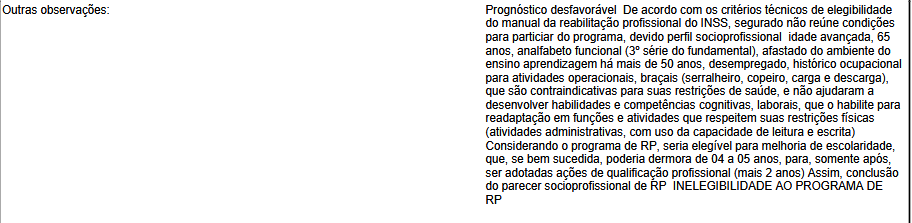 Outras observações:
Prognóstico desfavorável  De acordo com os critérios técnicos de elegibilidade
do manual da reabilitação profissional do INSS, segurado não reúne condições
para particiar do programa, devido perfil socioprofissional  idade avançada, 65
anos, analfabeto funcional (3º série do fundamental), afastado do ambiente do
ensino aprendizagem há mais de 50 anos, desempregado, histórico ocupacional
para atividades operacionais, braçais (serralheiro, copeiro, carga e descarga),
que são contraindicativas para suas restrições de saúde, e não ajudaram a
desenvolver habilidades e competências cognitivas, laborais, que o habilite para
readaptação em funções e atividades que respeitem suas restrições físicas
(atividades administrativas, com uso da capacidade de leitura e escrita)
Considerando o programa de RP, seria elegível para melhoria de escolaridade,
que, se bem sucedida, poderia dermora de 04 a 05 anos, para, somente após,
ser adotadas ações de qualificação profissional (mais 2 anos) Assim, conclusão
do parecer socioprofissional de RP  INELEGIBILIDADE AO PROGRAMA DE
RP